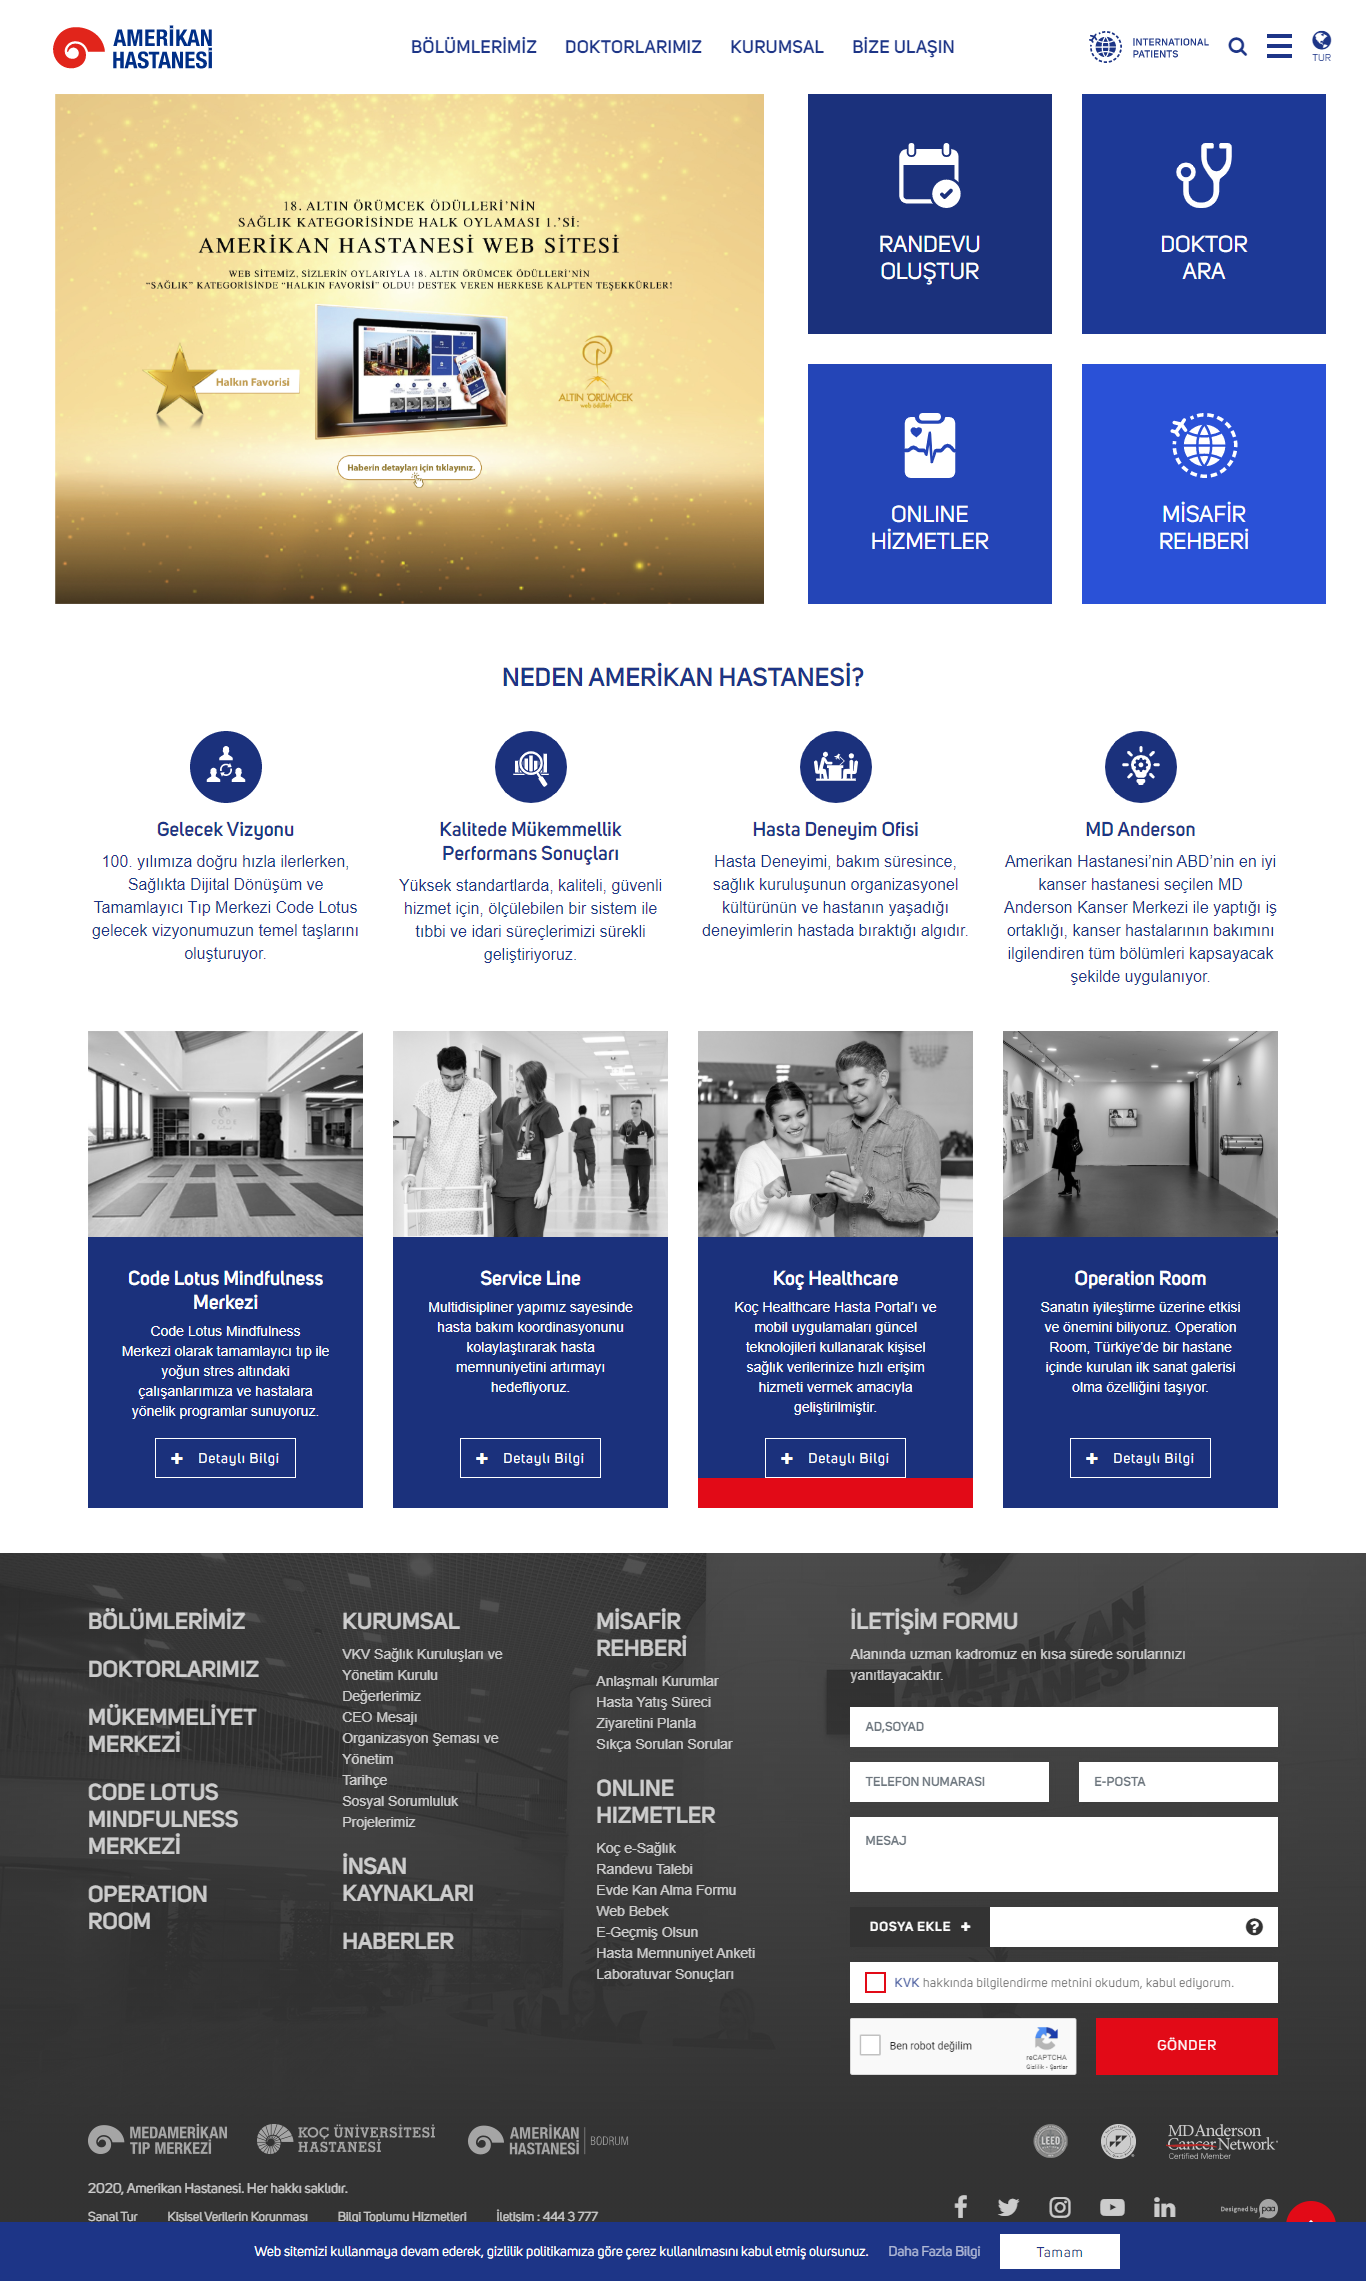 AMERİKAN
HASTANESİ
BÖLÜMLERİMİZ
DOKTORLARIMIZ
KURUMSAL
BİZE ULAŞIN
INTERNATIONAL
PATIENTS
TUR
18. ALTIN ÖRÜMCEK ÖDÜLLERİ'NİN
SAĞLIK KATEGORİSİNDE HALK OYLAMASI 1.'Sİ:
AMERİKAN HASTANESİ WEB SİTESİ
WEB SİTEMİZ, SİZLERİN OYLARIYLA 18. ALTIN ÖRÜMCEK ÖDÜLLERİ'NİN
"SAĞLIK" KATEGORİSİNDE "HALKIN FAVORİSİ" OLDU! DESTEK VEREN HERKESE KALPTEN TEŞEKKÜRLER!
Halkın Favorisi
ALTIN ÖRÜMCEK
web ödülleri
Haberin detayları için tıklayınız.
RANDEVU
OLUŞTUR
DOKTOR
ARA
ONLINE
HİZMETLER
MİSAFİR
REHBERİ
NEDEN AMERİKAN HASTANESİ?
Gelecek Vizyonu
100. yılımıza doğru hızla ilerlerken,
Sağlıkta Dijital Dönüşüm ve
Tamamlayıcı Tıp Merkezi Code Lotus
gelecek vizyonumuzun temel taşlarını
oluşturuyor.
Kalitede Mükemmellik
Performans Sonuçları
Yüksek standartlarda, kaliteli, güvenli
hizmet için, ölçülebilen bir sistem ile
tıbbi ve idari süreçlerimizi sürekli
geliştiriyoruz.
Hasta Deneyim Ofisi
Hasta Deneyimi, bakım süresince,
sağlık kuruluşunun organizasyonel
kültürünün ve hastanın yaşadığı
deneyimlerin hastada bıraktığı algıdır.
MD Anderson
Amerikan Hastanesi'nin ABD'nin en iyi
kanser hastanesi seçilen MD
Anderson Kanser Merkezi ile yaptığı iş
ortaklığı, kanser hastalarının bakımını
ilgilendiren tüm bölümleri kapsayacak
şekilde uygulanıyor.
CODE
Code Lotus Mindfulness
Merkezi
Code Lotus Mindfulness
Merkezi olarak tamamlayıcı tıp ile
yoğun stres altındaki
çalışanlarımıza ve hastalara
yönelik programlar sunuyoruz.
Detaylı Bilgi
Service Line
Multidisipliner yapımız sayesinde
hasta bakım koordinasyonunu
kolaylaştırarak hasta
memnuniyetini artırmayı
hedefliyoruz.
Detaylı Bilgi
Koç Healthcare
Koç Healthcare Hasta Portal'ı ve
mobil uygulamaları güncel
teknolojileri kullanarak kişisel
sağlık verilerinize hızlı erişim
hizmeti vermek amacıyla
geliştirilmiştir.
Detaylı Bilgi
Operation Room
Sanatın iyileştirme üzerine etkisi
ve önemini biliyoruz. Operation
Room, Türkiye'de bir hastane
içinde kurulan ilk sanat galerisi
olma özelliğini taşıyor.
Detaylı Bilgi
AMERIKAN
HASTANESI
BÖLÜMLERİMİZ
DOKTORLARIMIZ
MÜKEMMELİYET
MERKEZİ
CODE LOTUS
MINDFULNESS
MERKEZİ
OPERATION
ROOM
KURUMSAL
VKV Sağlık Kuruluşları ve
Yönetim Kurulu
Değerlerimiz
CEO Mesajı
Organizasyon Şeması ve
Yönetim
Tarihçe
Sosyal Sorumluluk
Projelerimiz
İNSAN
KAYNAKLARI
HABERLER
MİSAFİR
REHBERİ
Anlaşmalı Kurumlar
Hasta Yatış Süreci
Ziyaretini Planla
Sıkça Sorulan Sorular
ONLINE
HIZMETLER
Koç e-Sağlık
Randevu Talebi
Evde Kan Alma Formu
Web Bebek
E-Geçmiş Olsun
Hasta Memnuniyet Anketi
Laboratuvar Sonuçları
İLETİŞİM FORMU
Alanında uzman kadromuz en kısa sürede sorularınızı
yanıtlayacaktır.
AD,SOYAD
TELEFON NUMARASI
E-POSTA
MESAJ
DOSYA EKLE
KVK hakkında bilgilendirme metnini okudum, kabul ediyorum.
Ben robot değilim
reCAPTCHA
Gizlilik - Şartlar
GÖNDER
MEDAMERİKAN
TIP MERKEZİ
KOÇ ÜNİVERSİTESİ
HASTANESİ
AMERİKAN
HASTANESİ
BODRUM
LEED
MD Anderson
Cancer Network
Certified Member
2020, Amerikan Hastanesi. Her hakkı saklıdır.
Sanal Tur
Kişisel Verilerin Korunması
Bilgi Toplumu Hizmetleri
İletişim : 444 3 777
Designed by
paa
Web sitemizi kullanmaya devam ederek, gizlilik politikamıza göre çerez kullanılmasını kabul etmiş olursunuz.
Daha Fazla Bilgi
Tamam